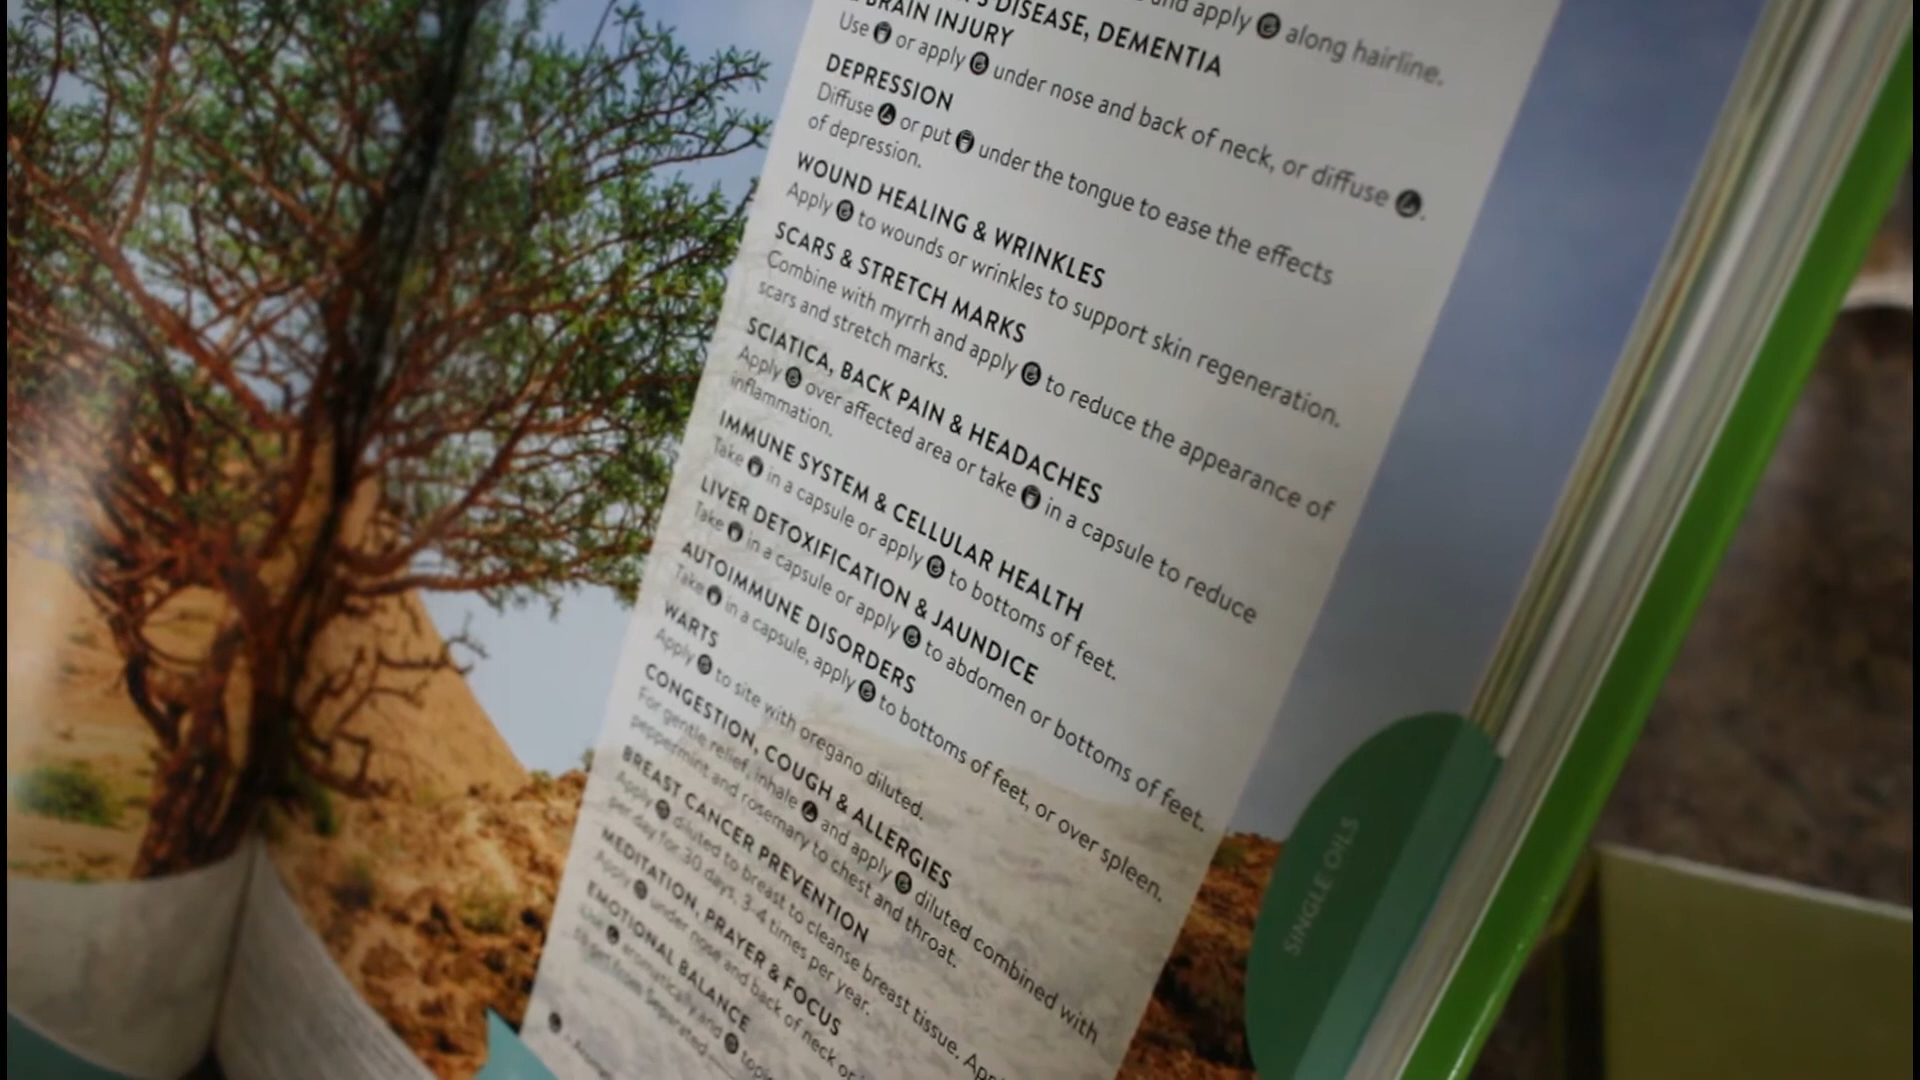 and apply along hairline.
DISEASE, DEMENTIA
BRAIN INJURY
Use or apply under nose and back of neck, or diffuse .
DEPRESSION
Diffuse or put under the tongue to ease the effects
of depression.
WOUND HEALING & WRINKLES
Apply to wounds or wrinkles to support skin regeneration.
SCARS & STRETCH MARKS
Combine with myrrh and apply to reduce the appearance of
scars and stretch marks.
SCIATICA, BACK PAIN & HEADACHES
Apply over affected area or take in a capsule to reduce
inflammation.
IMMUNE SYSTEM & CELLULAR HEALTH
Take in a capsule or apply to bottoms of feet.
LIVER DETOXIFICATION & JAUNDICE
Take in a capsule or apply to abdomen or bottoms of feet.
AUTOIMMUNE DISORDERS
Take in a capsule, apply to bottoms of feet, or over spleen.
WARTS
Apply to site with oregano diluted.
CONGESTION, COUGH & ALLERGIES
For gentle relief, inhale and apply diluted combined with
peppermint and rosemary to chest and throat.
BREAST CANCER PREVENTION
Apply diluted to breast to cleanse breast tissue.
per day for 30 days, 3-4 times per year.
MEDITATION, PRAYER & FOCUS
Apply under nose and back of neck or
EMOTIONAL BALANCE
Use aromatically and
SINGLE OILS